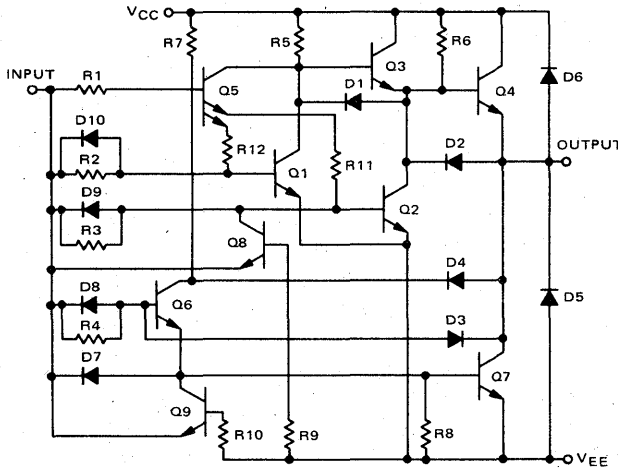 VCC
R7
R5
R6
INPUT
R1
Q5
Q3
Q4
D6
D1
D10
R2
R12
D2
OUTPUT
D9
R3
Q1
R11
Q2
Q8
D4
D8
R4
Q6
D5
D3
D7
Q7
Q9
R10
R9
R8
VEE